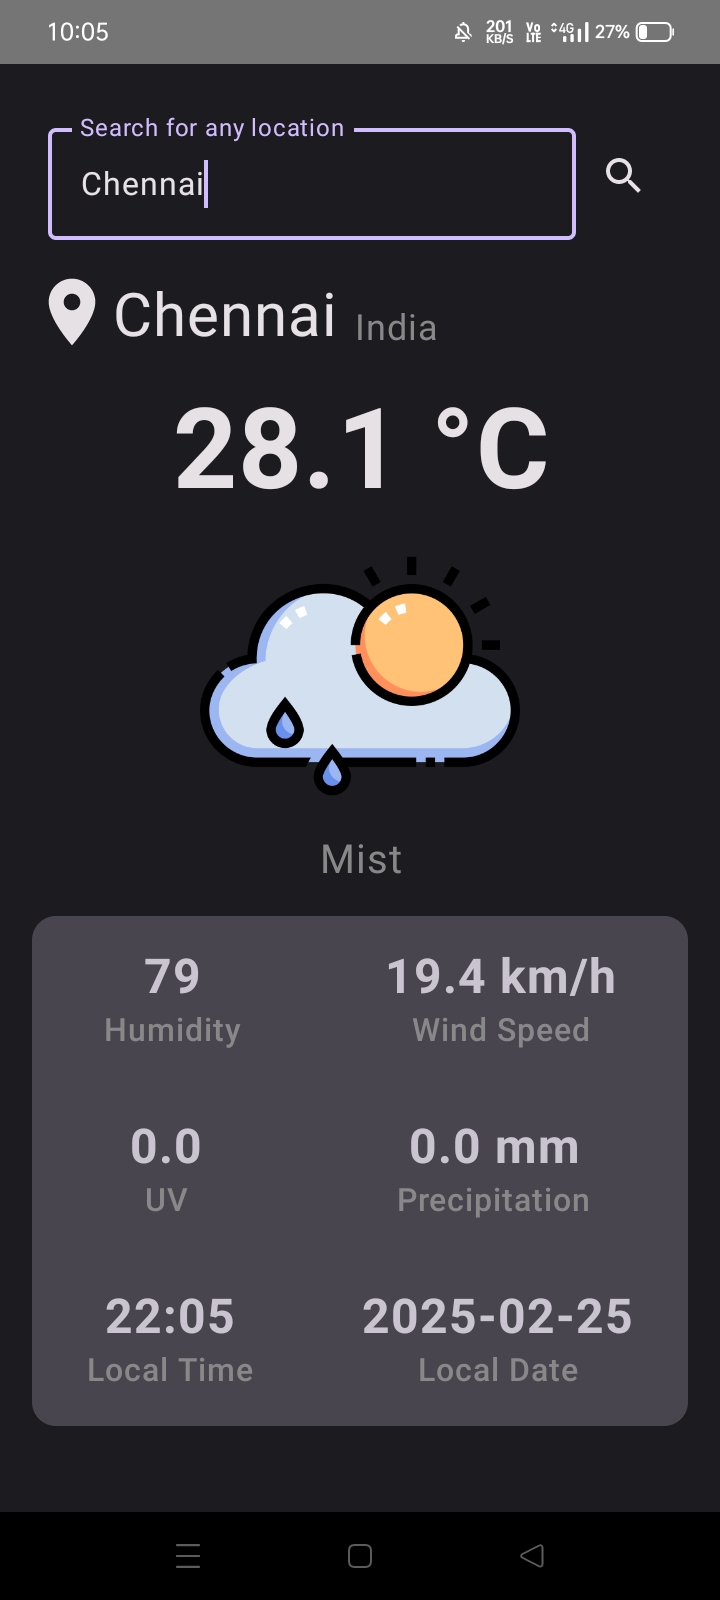 10:05 201 KB/S Vo LTE 4G 27%
Search for any location
Chennai
Chennai India
28.1 °C
Mist
79 19.4 km/h
Humidity Wind Speed
0.0 0.0 mm
UV Precipitation
22:05 2025-02-25
Local Time Local Date